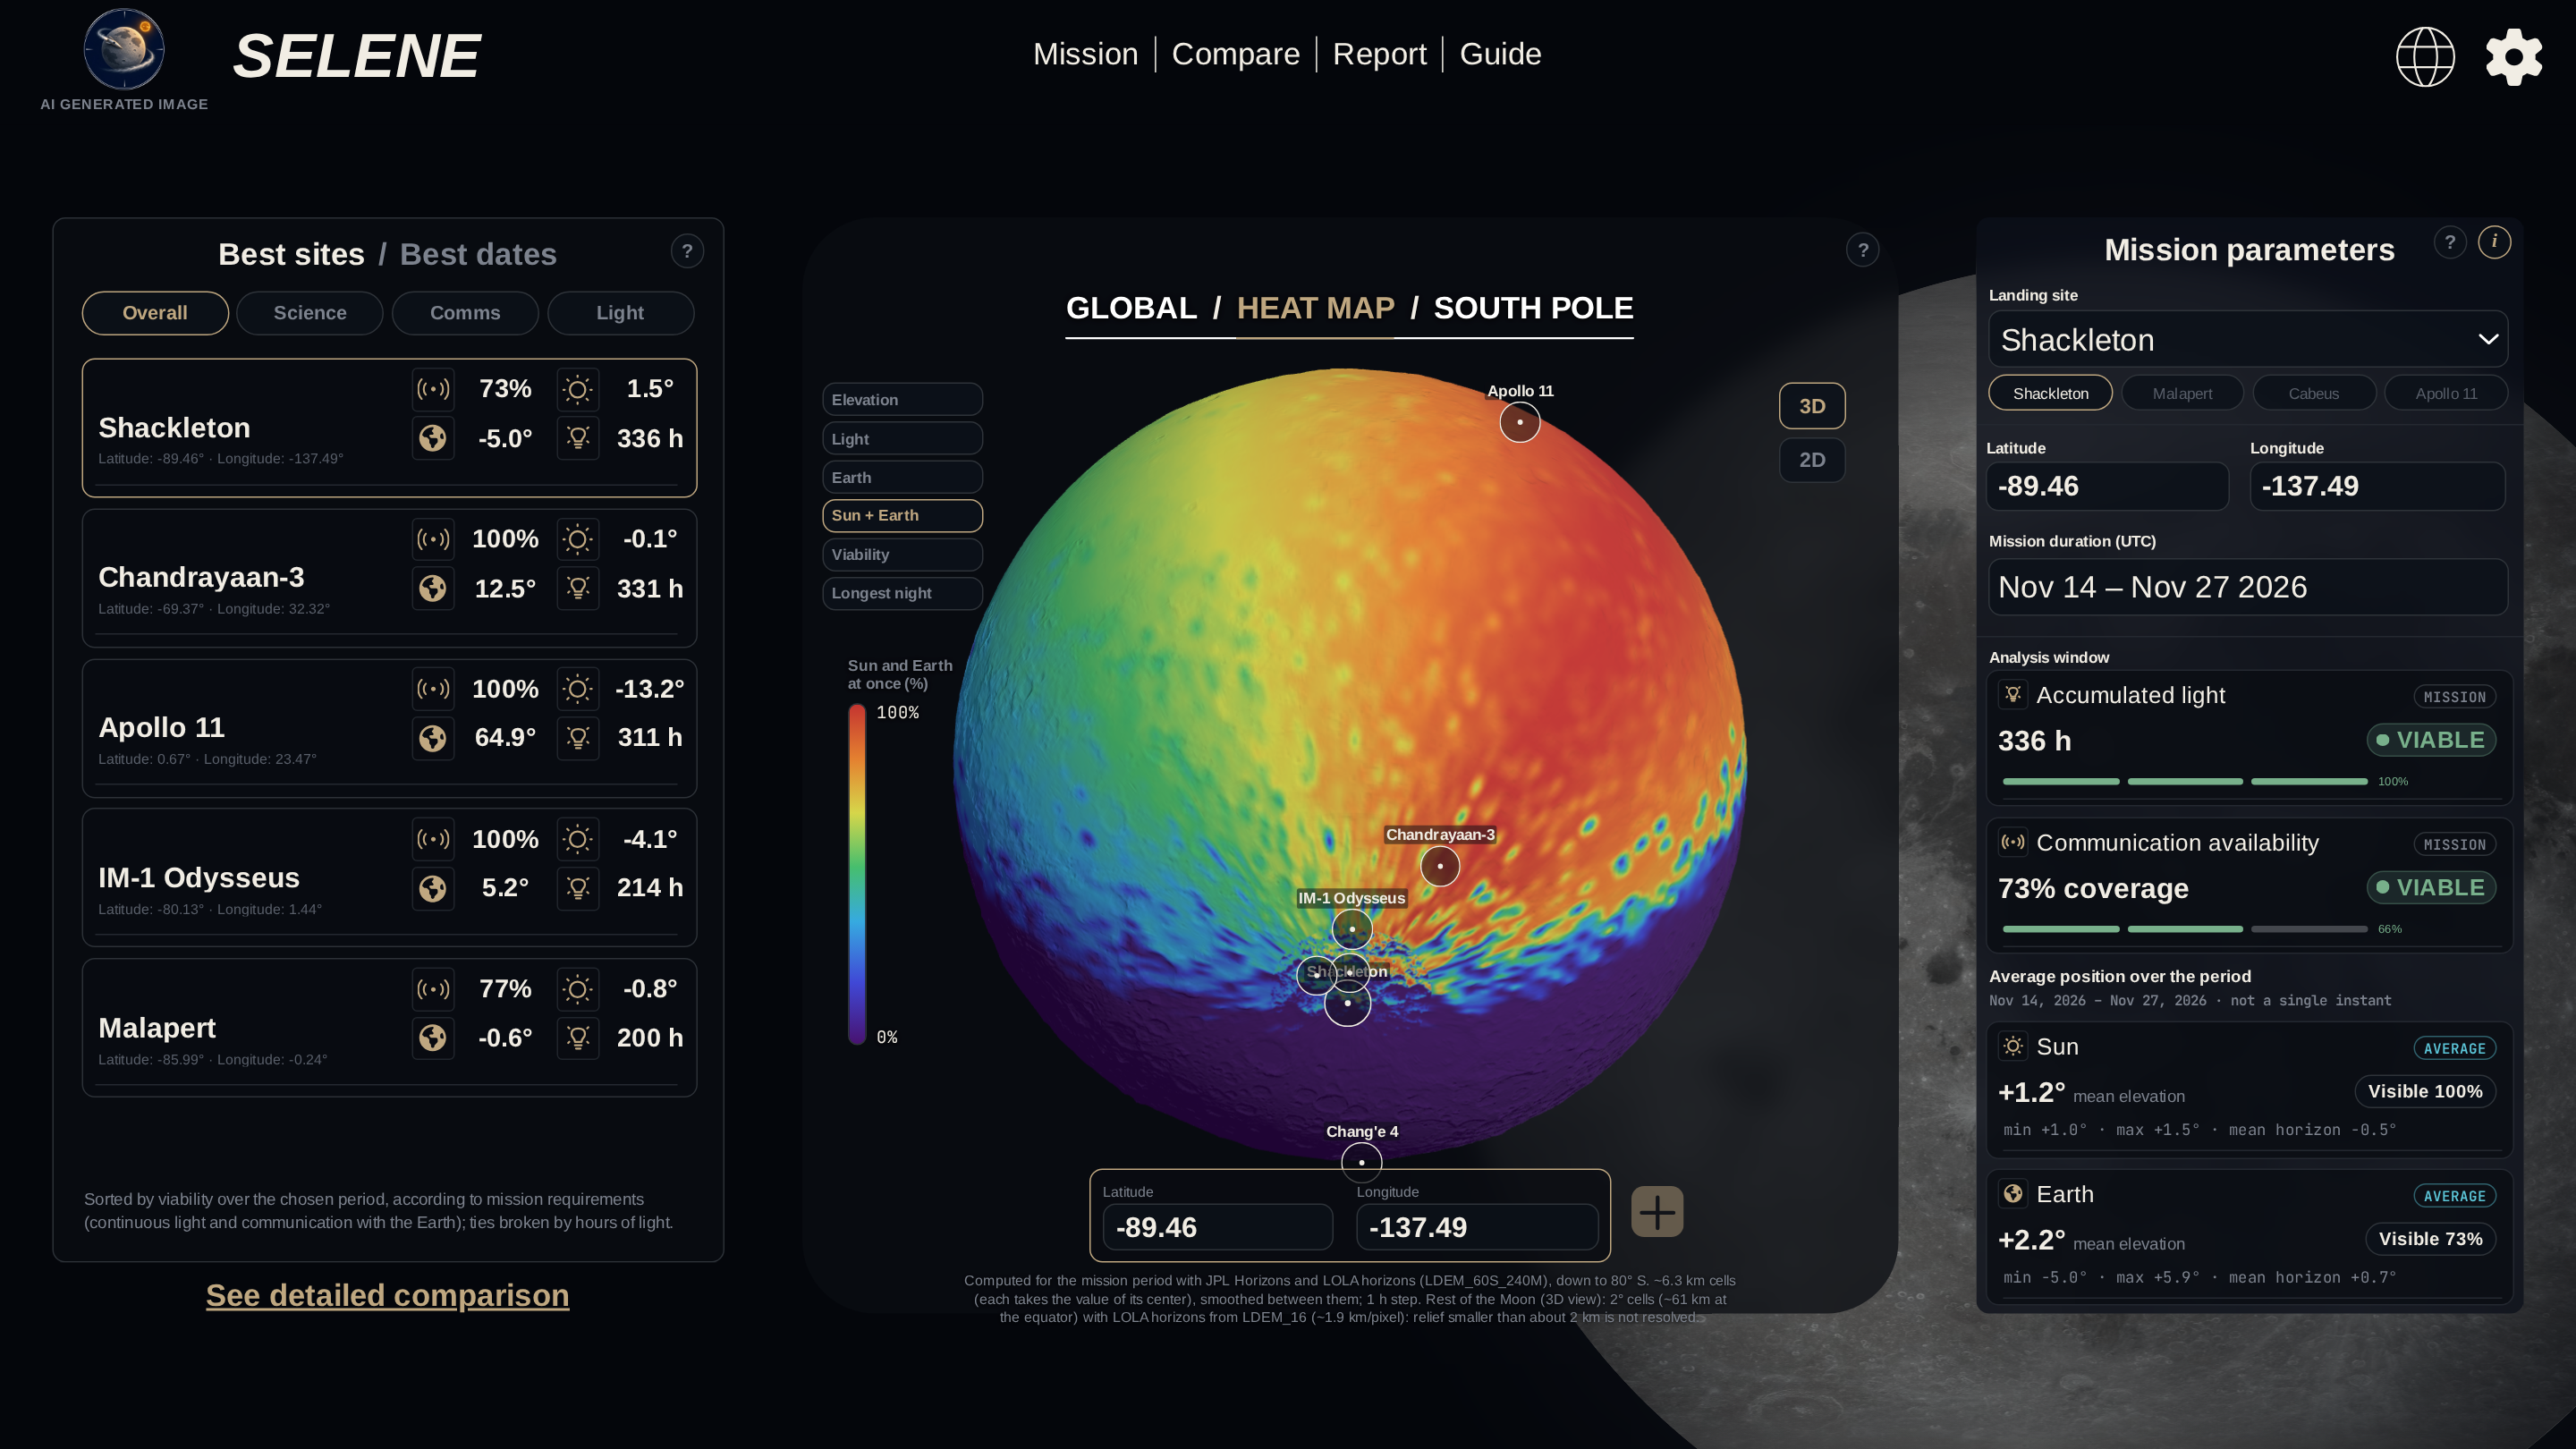 AI GENERATED IMAGE
SELENE
Mission | Compare | Report | Guide
Best sites / Best dates
?
Overall
Science
Comms
Light
Shackleton
Latitude: -89.46° · Longitude: -137.49°
73%
1.5°
-5.0°
336 h
Chandrayaan-3
Latitude: -69.37° · Longitude: 32.32°
100%
-0.1°
12.5°
331 h
Apollo 11
Latitude: 0.67° · Longitude: 23.47°
100%
-13.2°
64.9°
311 h
IM-1 Odysseus
Latitude: -80.13° · Longitude: 1.44°
100%
-4.1°
5.2°
214 h
Malapert
Latitude: -85.99° · Longitude: -0.24°
77%
-0.8°
-0.6°
200 h
Sorted by viability over the chosen period, according to mission requirements
(continuous light and communication with the Earth); ties broken by hours of light.
See detailed comparison
?
GLOBAL / HEAT MAP / SOUTH POLE
Elevation
Light
Earth
Sun + Earth
Viability
Longest night
3D
2D
Sun and Earth
at once (%)
100%
0%
Apollo 11
Chandrayaan-3
IM-1 Odysseus
Shackleton
Chang'e 4
Latitude
-89.46
Longitude
-137.49
Computed for the mission period with JPL Horizons and LOLA horizons (LDEM_60S_240M), down to 80° S. ~6.3 km cells
(each takes the value of its center), smoothed between them; 1 h step. Rest of the Moon (3D view): 2° cells (~61 km at
the equator) with LOLA horizons from LDEM_16 (~1.9 km/pixel): relief smaller than about 2 km is not resolved.
Mission parameters
?
i
Landing site
Shackleton
Shackleton
Malapert
Cabeus
Apollo 11
Latitude
-89.46
Longitude
-137.49
Mission duration (UTC)
Nov 14 – Nov 27 2026
Analysis window
Accumulated light
MISSION
336 h
VIABLE
100%
Communication availability
MISSION
73% coverage
VIABLE
66%
Average position over the period
Nov 14, 2026 – Nov 27, 2026 · not a single instant
Sun
AVERAGE
+1.2° mean elevation
Visible 100%
min +1.0° · max +1.5° · mean horizon -0.5°
Earth
AVERAGE
+2.2° mean elevation
Visible 73%
min -5.0° · max +5.9° · mean horizon +0.7°